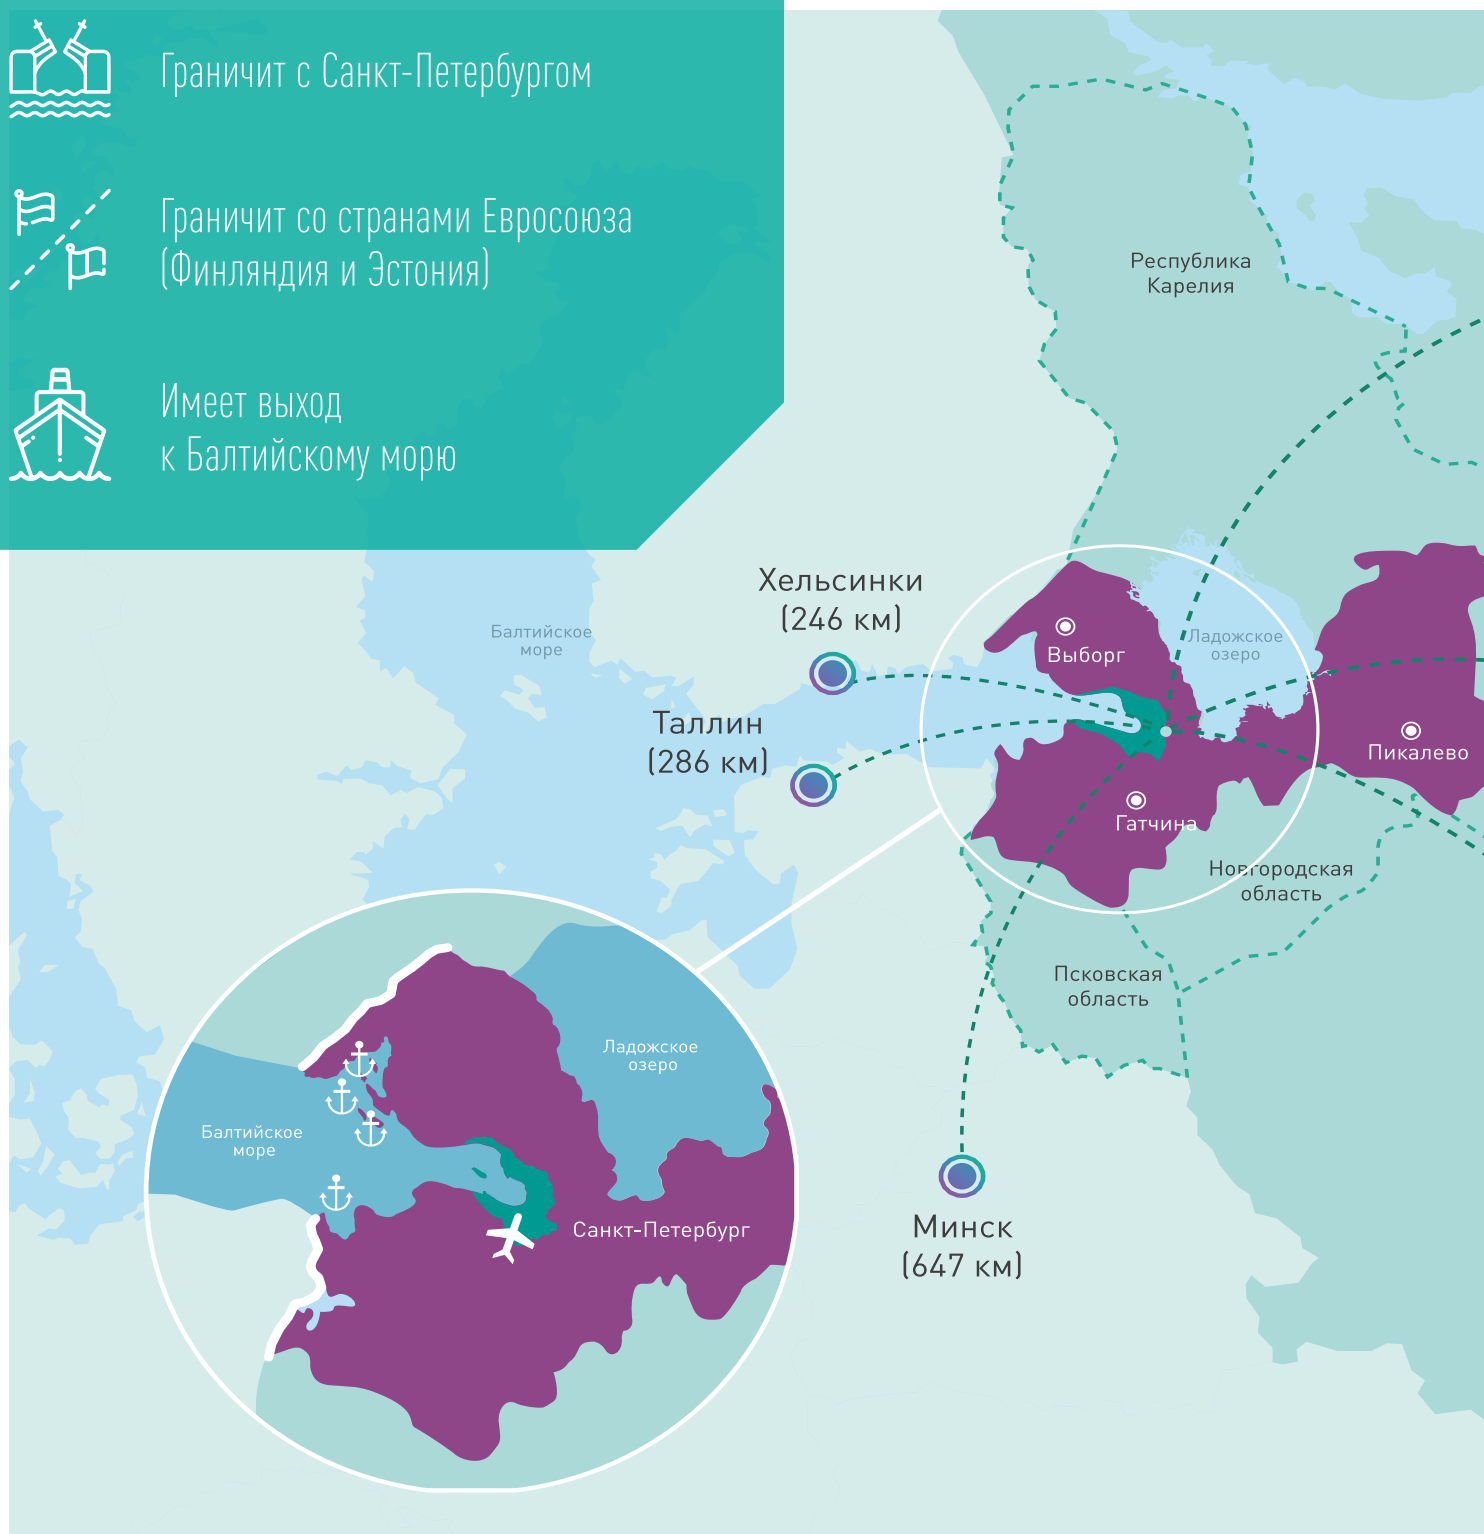 Граничит с Санкт-Петербургом
Граничит со странами Евросоюза
(Финляндия и Эстония)
Имеет выход
к Балтийскому морю
Республика
Карелия
Хельсинки
(246 км)
Балтийское
море
Выборг
Ладожское
озеро
Таллин
(286 км)
Пикалево
Гатчина
Новгородская
область
Псковская
область
Ладожское
озеро
Балтийское
море
Санкт-Петербург
Минск
(647 км)